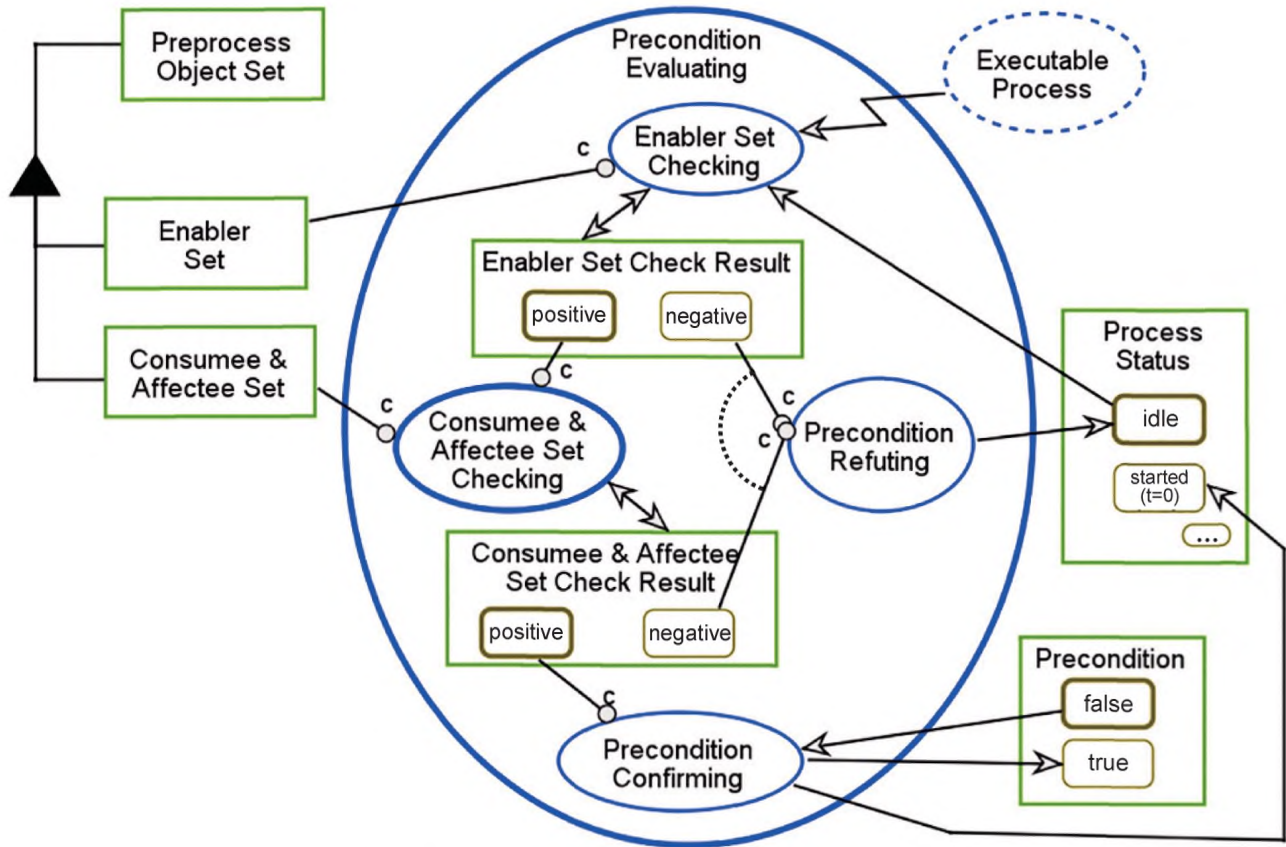 Preprocess
Object Set
Precondition
Evaluating
Executable
Process
Enabler Set
Checking
c
Enabler
Set
Enabler Set Check Result
positive
negative
c
Process
Status
idle
started
(t=0)
...
Consumee &
Affectee Set
c
Consumee &
Affectee Set
Checking
c
c
Precondition
Refuting
Consumee & Affectee
Set Check Result
positive
negative
c
Precondition
false
true
Precondition
Confirming